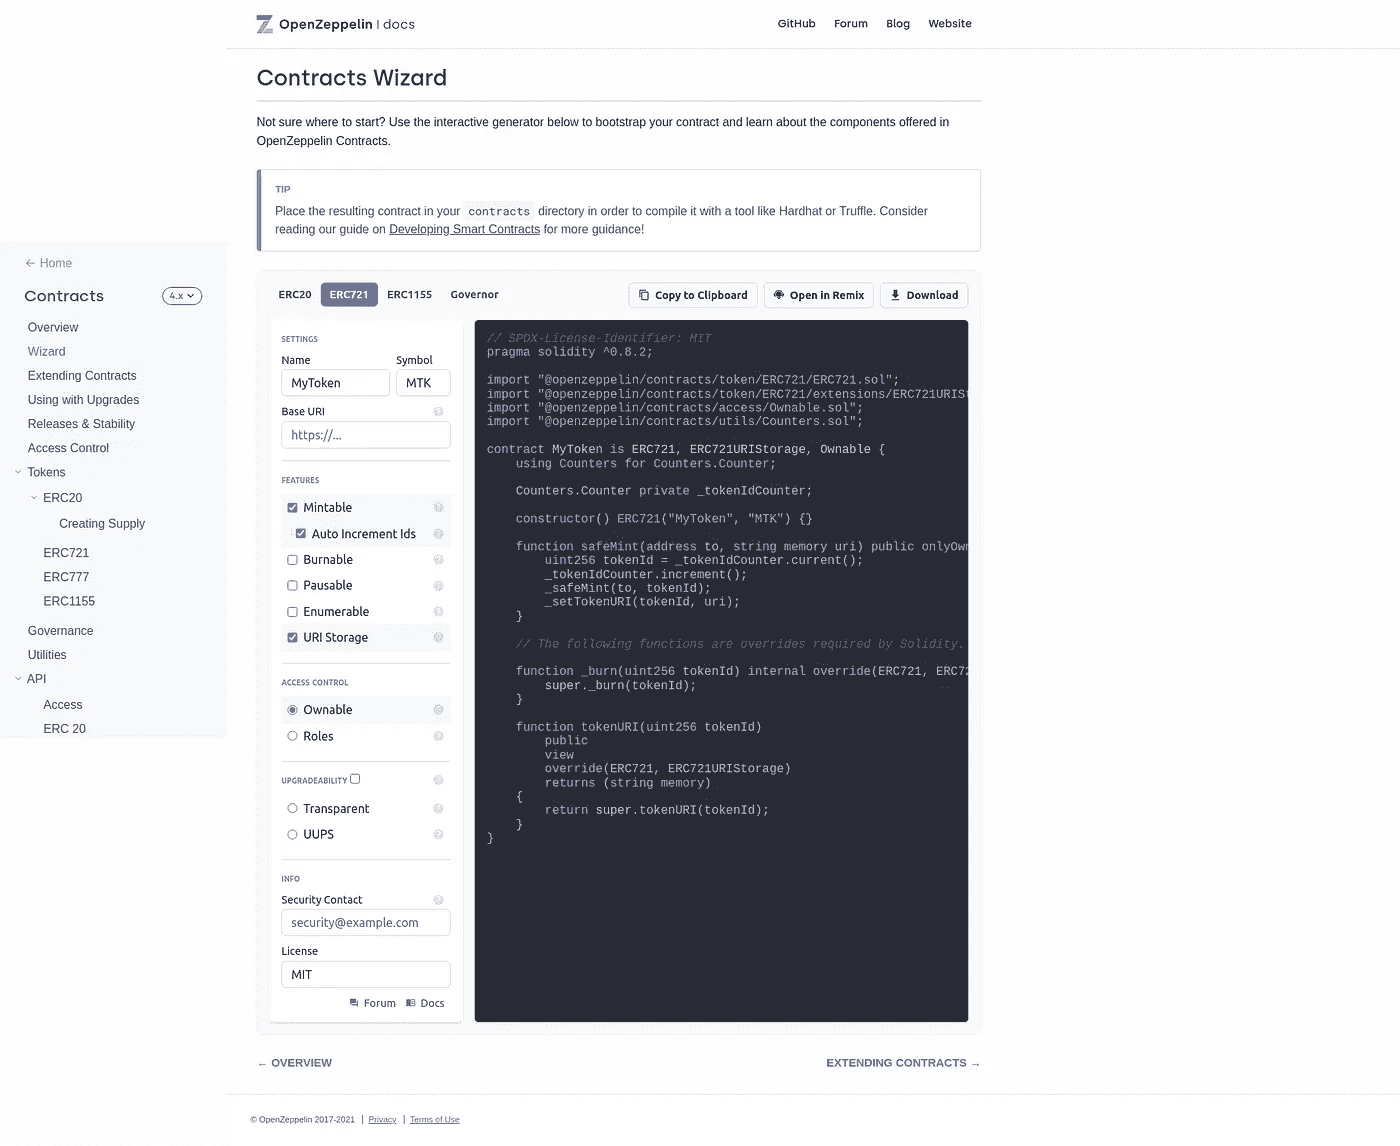 OpenZeppelin | docs
GitHub Forum Blog Website
Contracts Wizard
Not sure where to start? Use the interactive generator below to bootstrap your contract and learn about the components offered in
OpenZeppelin Contracts.
TIP
Place the resulting contract in your contracts directory in order to compile it with a tool like Hardhat or Truffle. Consider
reading our guide on Developing Smart Contracts for more guidance!
← Home
Contracts 4.x
Overview
Wizard
Extending Contracts
Using with Upgrades
Releases & Stability
Access Control
Tokens
ERC20
Creating Supply
ERC721
ERC777
ERC1155
Governance
Utilities
API
Access
ERC 20
ERC20 ERC721 ERC1155 Governor
Copy to Clipboard Open in Remix Download
SETTINGS
Name Symbol
MyToken MTK
Base URI
https://...
FEATURES
Mintable
Auto Increment Ids
Burnable
Pausable
Enumerable
URI Storage
ACCESS CONTROL
Ownable
Roles
UPGRADEABILITY
Transparent
UUPS
INFO
Security Contact
security@example.com
License
MIT
Forum Docs
// SPDX-License-Identifier: MIT
pragma solidity ^0.8.2;
import "@openzeppelin/contracts/token/ERC721/ERC721.sol";
import "@openzeppelin/contracts/token/ERC721/extensions/ERC721URISt
import "@openzeppelin/contracts/access/Ownable.sol";
import "@openzeppelin/contracts/utils/Counters.sol";
contract MyToken is ERC721, ERC721URIStorage, Ownable {
using Counters for Counters.Counter;
Counters.Counter private _tokenIdCounter;
constructor() ERC721("MyToken", "MTK") {}
function safeMint(address to, string memory uri) public onlyOwn
uint256 tokenId = _tokenIdCounter.current();
_tokenIdCounter.increment();
_safeMint(to, tokenId);
_setTokenURI(tokenId, uri);
}
// The following functions are overrides required by Solidity.
function _burn(uint256 tokenId) internal override(ERC721, ERC72
super._burn(tokenId);
}
function tokenURI(uint256 tokenId)
public
view
override(ERC721, ERC721URIStorage)
returns (string memory)
{
return super.tokenURI(tokenId);
}
}
← OVERVIEW
EXTENDING CONTRACTS →
© OpenZeppelin 2017-2021 | Privacy | Terms of Use